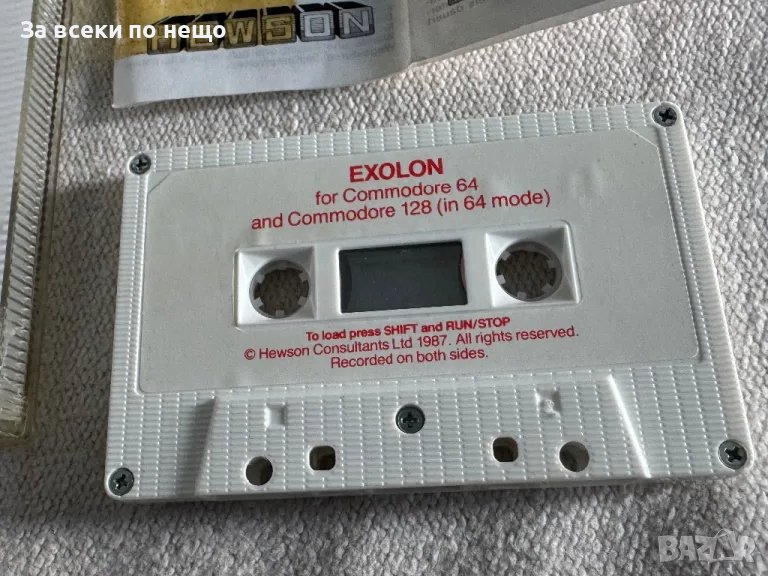 За всеки по нещо
HEWSON
EXOLON
for Commodore 64
and Commodore 128 (in 64 mode)
To load press SHIFT and RUN/STOP
© Hewson Consultants Ltd 1987. All rights reserved.
Recorded on both sides.
BAZAR